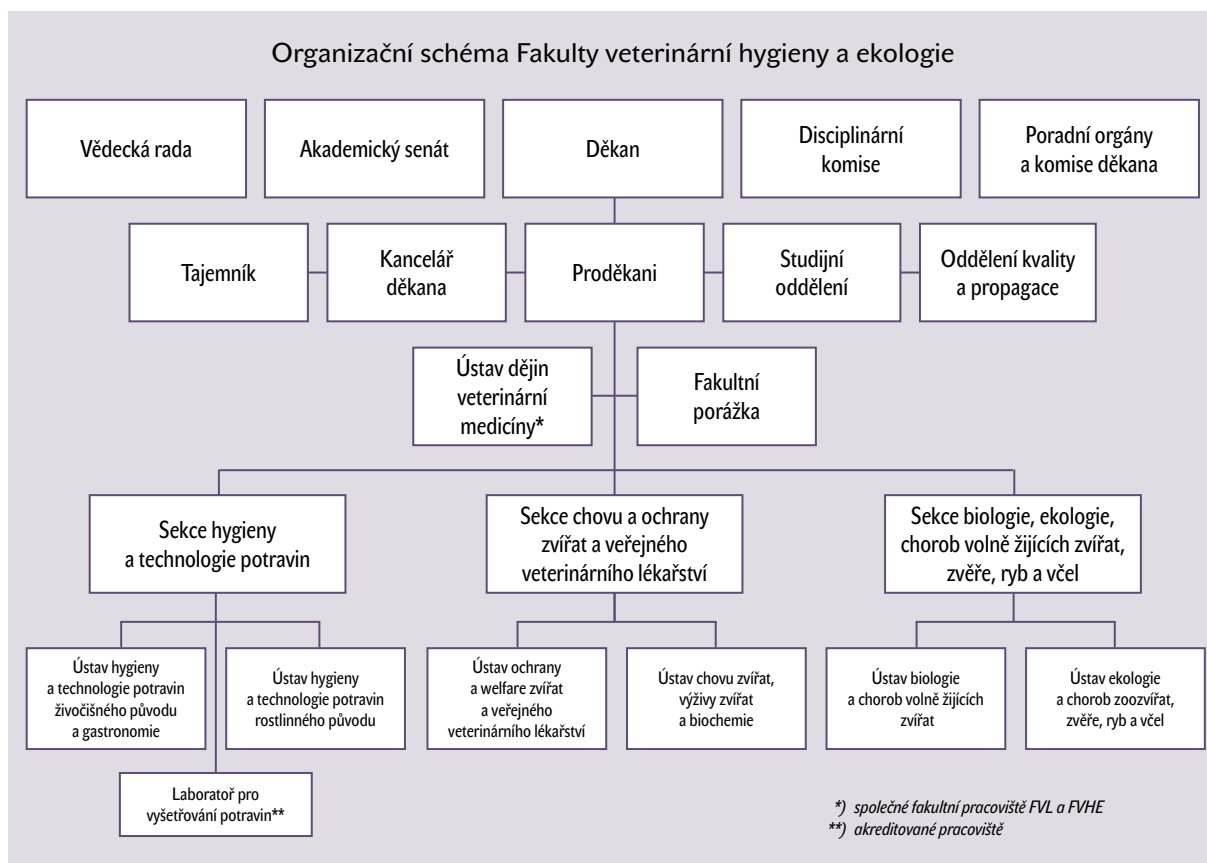 Organizační schéma Fakulty veterinární hygieny a ekologie
Vědecká rada
Akademický senát
Děkan
Disciplinární
komise
Poradní orgány
a komise děkana
Tajemník
Kancelář
děkana
Proděkani
Studijní
oddělení
Oddělení kvality
a propagace
Ústav dějin
veterinární
medicíny*
Fakultní
porážka
Sekce hygieny
a technologie potravin
Sekce chovu a ochrany
zvířat a veřejného
veterinárního lékařství
Sekce biologie, ekologie,
chorob volně žijících zvířat,
zvěře, ryb a včel
Ústav hygieny
a technologie potravin
živočišného původu
a gastronomie
Ústav hygieny
a technologie potravin
rostlinného původu
Ústav ochrany
a welfare zvířat
a veřejného
veterinárního lékařství
Ústav chovu zvířat,
výživy zvířat
a biochemie
Ústav biologie
a chorob volně žijících
zvířat
Ústav ekologie
a chorob zoozvířat,
zvěře, ryb a včel
Laboratoř pro
vyšetřování potravin**
*) společné fakultní pracoviště FVL a FVHE
**) akreditované pracoviště